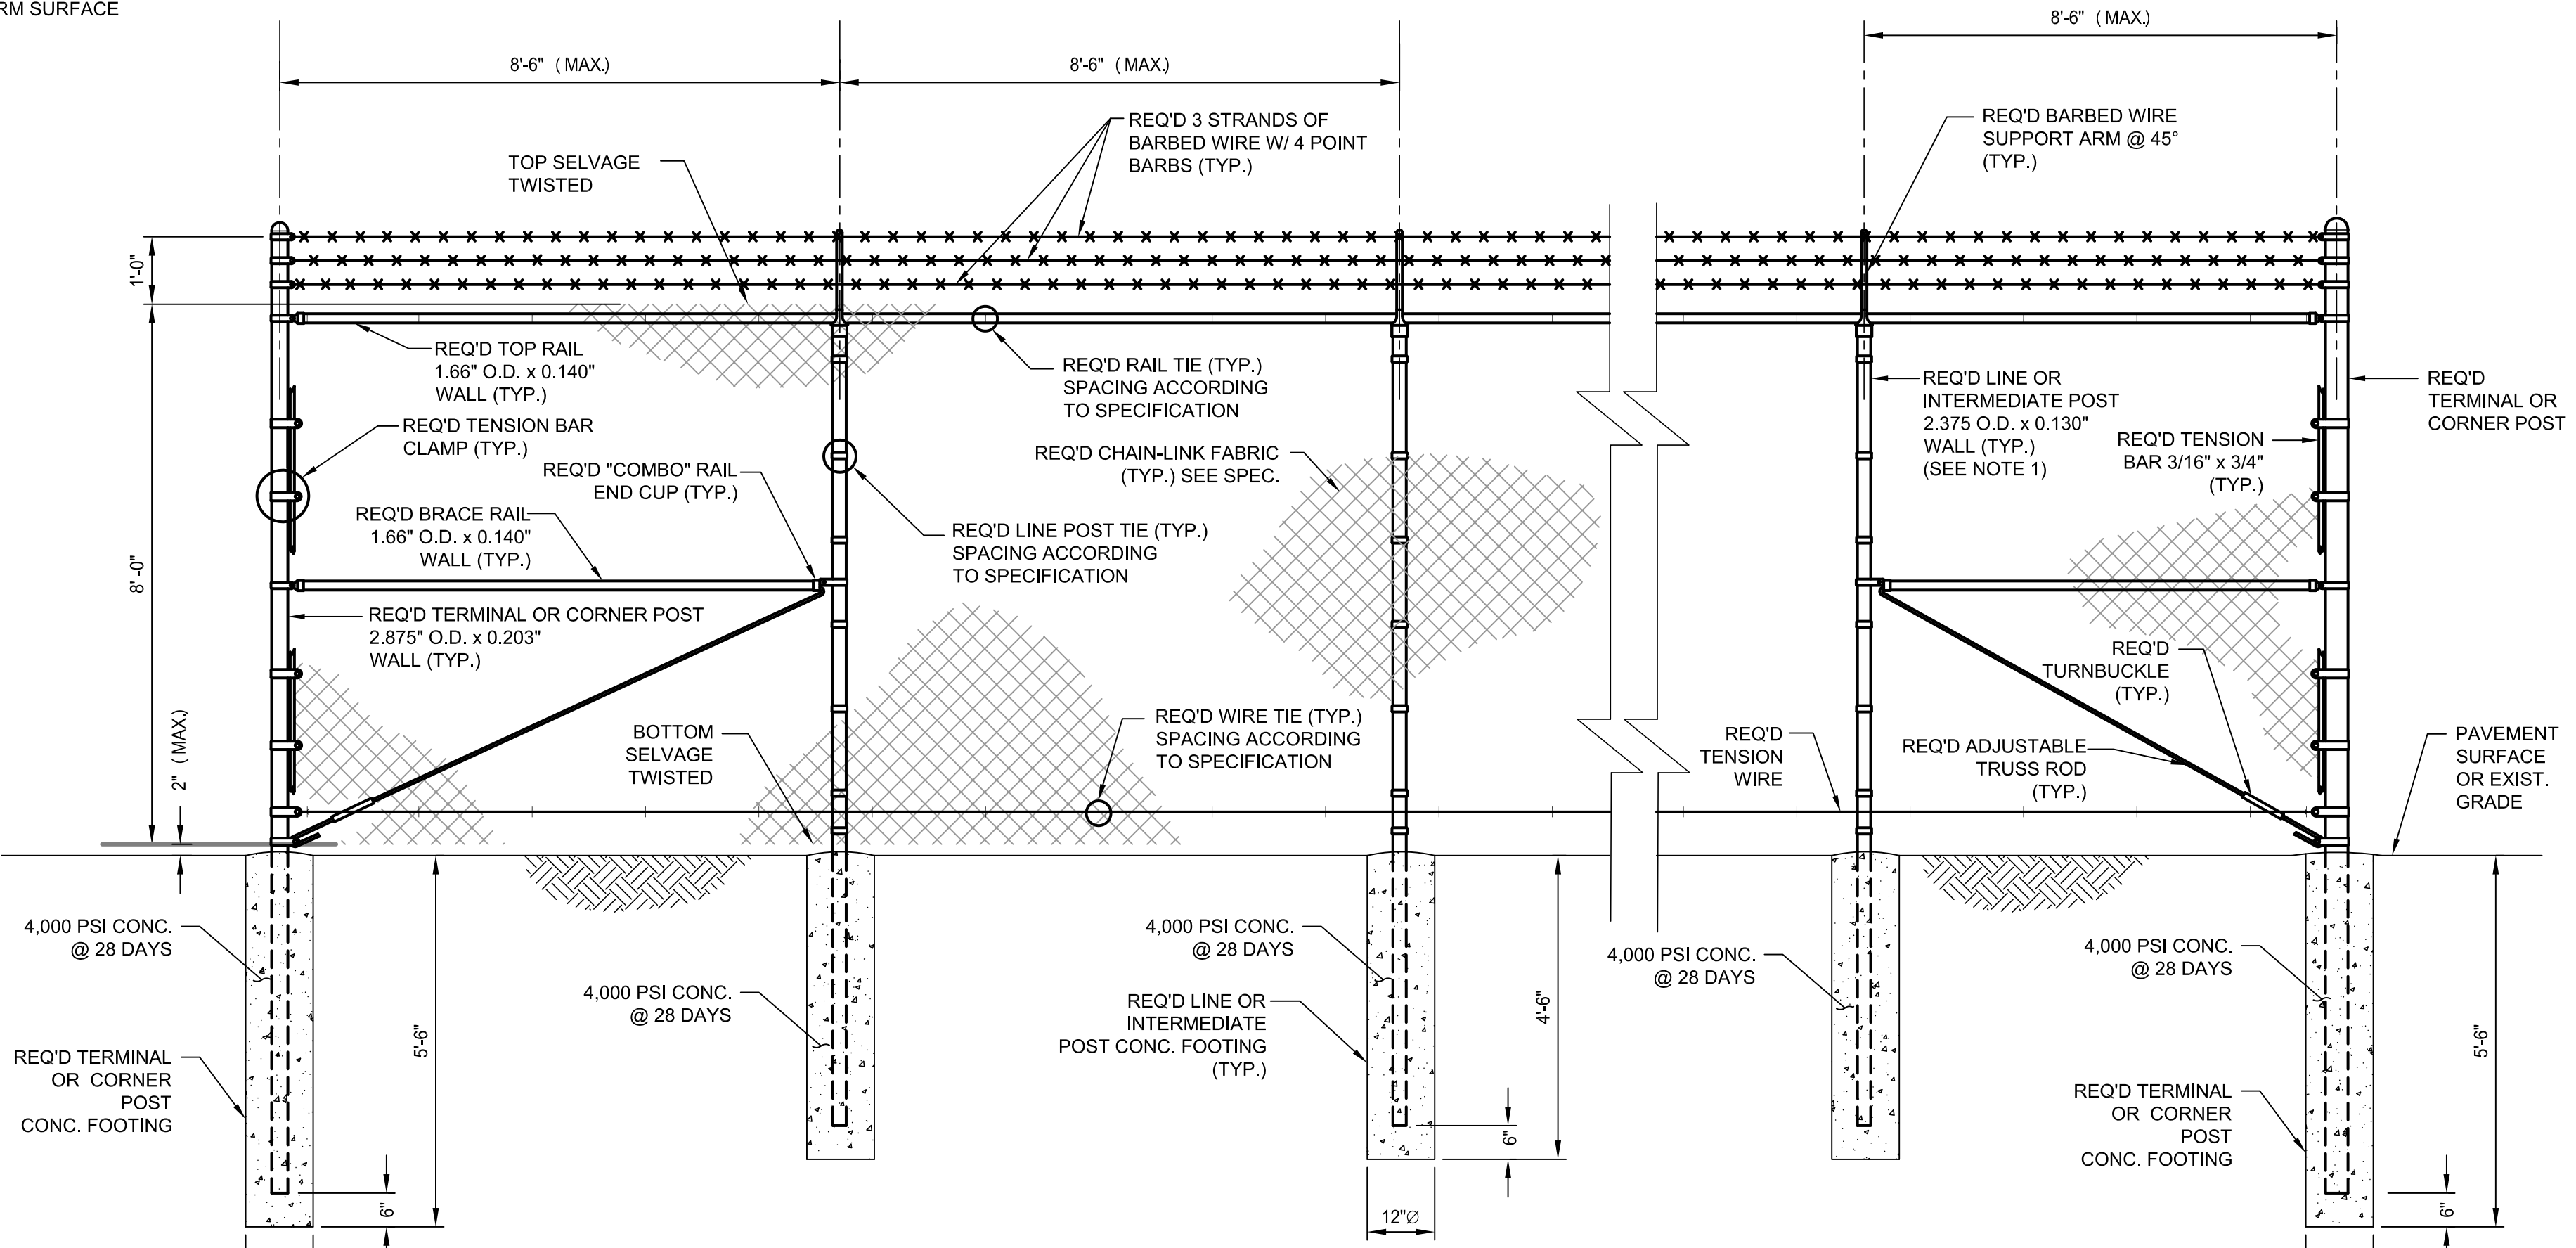 RM SURFACE
8'-6" (MAX.)
8'-6" (MAX.)
8'-6" (MAX.)
REQ'D 3 STRANDS OF
BARBED WIRE W/ 4 POINT
BARBS (TYP.)
REQ'D BARBED WIRE
SUPPORT ARM @ 45°
(TYP.)
TOP SELVAGE
TWISTED
1'-0"
REQ'D TOP RAIL
1.66" O.D. x 0.140"
WALL (TYP.)
REQ'D RAIL TIE (TYP.)
SPACING ACCORDING
TO SPECIFICATION
REQ'D LINE OR
INTERMEDIATE POST
2.375 O.D. x 0.130"
WALL (TYP.)
(SEE NOTE 1)
REQ'D
TERMINAL OR
CORNER POST
REQ'D TENSION BAR
CLAMP (TYP.)
REQ'D TENSION
BAR 3/16" x 3/4"
(TYP.)
REQ'D CHAIN-LINK FABRIC
(TYP.) SEE SPEC.
REQ'D "COMBO" RAIL
END CUP (TYP.)
REQ'D BRACE RAIL
1.66" O.D. x 0.140"
WALL (TYP.)
REQ'D LINE POST TIE (TYP.)
SPACING ACCORDING
TO SPECIFICATION
8'-0"
REQ'D TERMINAL OR CORNER POST
2.875" O.D. x 0.203"
WALL (TYP.)
REQ'D
TURNBUCKLE
(TYP.)
2" (MAX.)
BOTTOM
SELVAGE
TWISTED
REQ'D WIRE TIE (TYP.)
SPACING ACCORDING
TO SPECIFICATION
REQ'D
TENSION
WIRE
REQ'D ADJUSTABLE
TRUSS ROD
(TYP.)
PAVEMENT
SURFACE
OR EXIST.
GRADE
4,000 PSI CONC.
@ 28 DAYS
4,000 PSI CONC.
@ 28 DAYS
4,000 PSI CONC.
@ 28 DAYS
4,000 PSI CONC.
@ 28 DAYS
4,000 PSI CONC.
@ 28 DAYS
REQ'D LINE OR
INTERMEDIATE
POST CONC. FOOTING
(TYP.)
4'-6"
5'-6"
5'-6"
REQ'D TERMINAL
OR CORNER
POST
CONC. FOOTING
REQ'D TERMINAL
OR CORNER
POST
CONC. FOOTING
6"
6"
6"
12"Ø